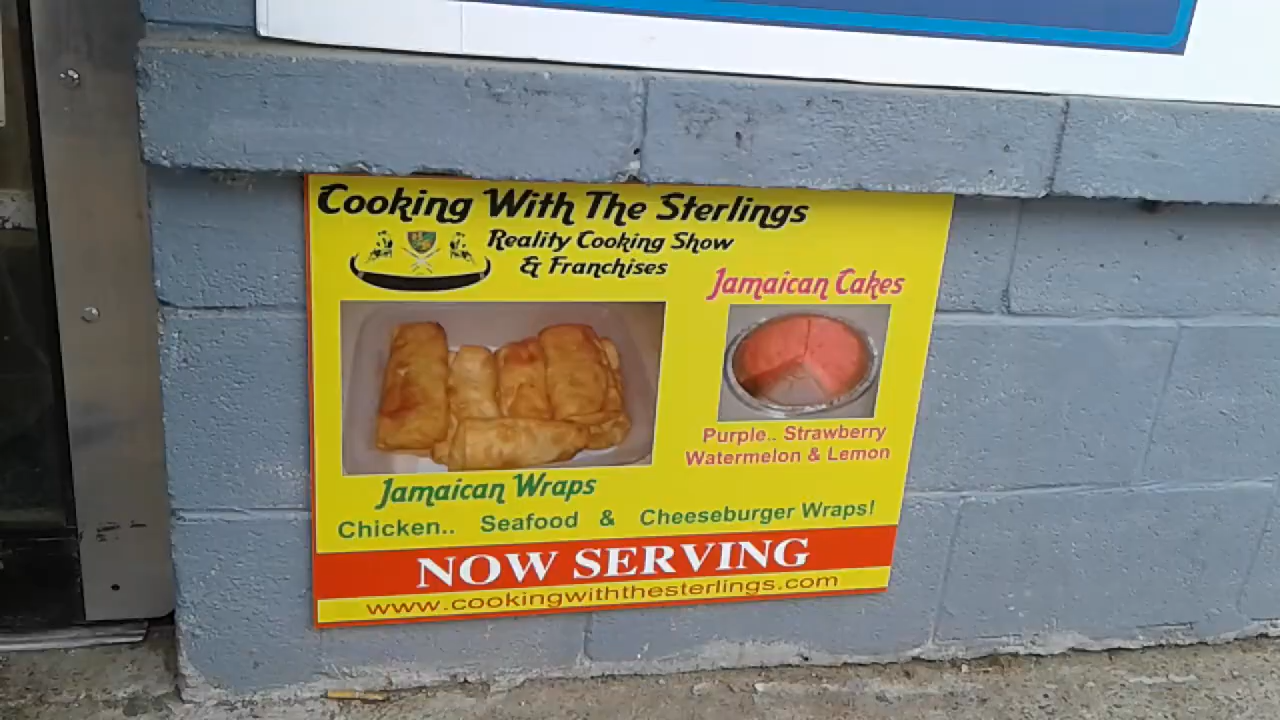 Cooking With The Sterlings
Reality Cooking Show
& Franchises
Jamaican Cakes
Purple.. Strawberry
Watermelon & Lemon
Jamaican Wraps
Chicken.. Seafood & Cheeseburger Wraps!
NOW SERVING
www.cookingwiththesterlings.com